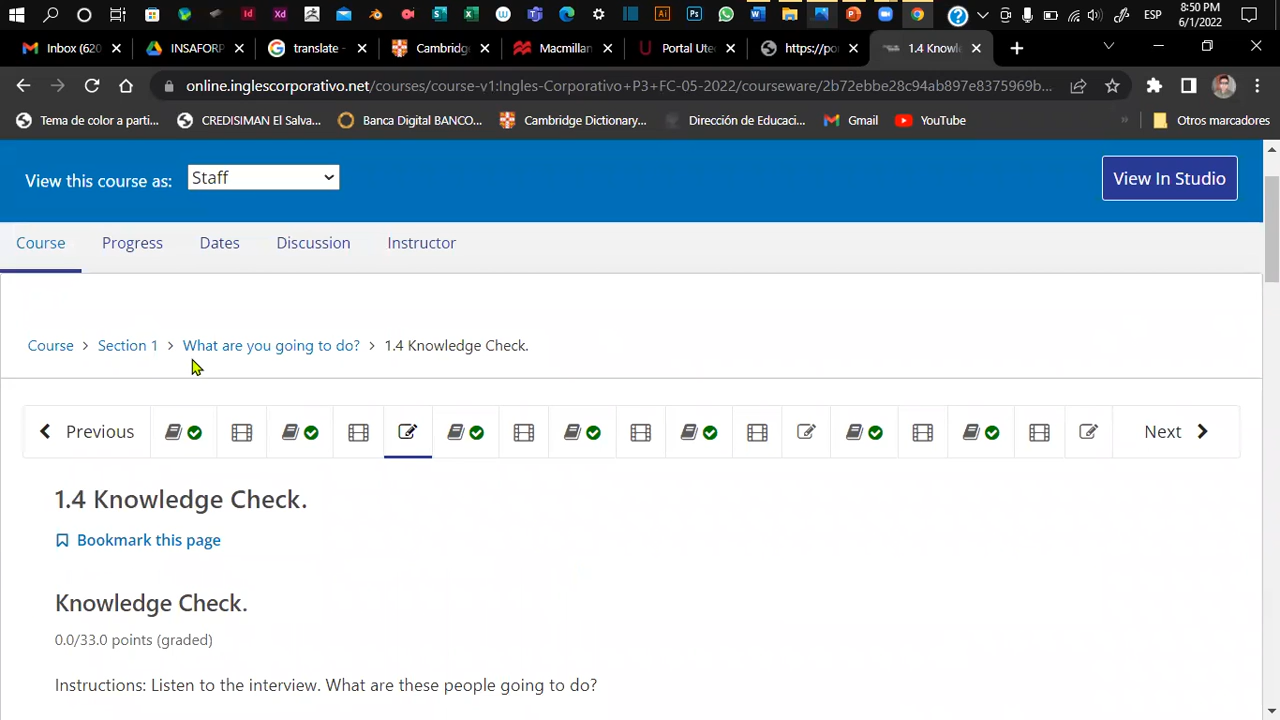 8:50 PM
ESP
6/1/2022
Inbox (620
INSAFORP
translate -
Cambridg
Macmillan
Portal Utec
https://po
1.4 Knowl
online.inglescorporativo.net/courses/course-v1:Ingles-Corporativo+P3+FC-05-2022/courseware/2b72ebbe28c94ab897e8375969b...
Tema de color a parti...
CREDISIMAN El Salva...
Banca Digital BANCO...
Cambridge Dictionary...
Dirección de Educaci...
Gmail
YouTube
»
Otros marcadores
View this course as:
Staff
View In Studio
Course
Progress
Dates
Discussion
Instructor
Course > Section 1 > What are you going to do? > 1.4 Knowledge Check.
Previous
Next
1.4 Knowledge Check.
Bookmark this page
Knowledge Check.
0.0/33.0 points (graded)
Instructions: Listen to the interview. What are these people going to do?